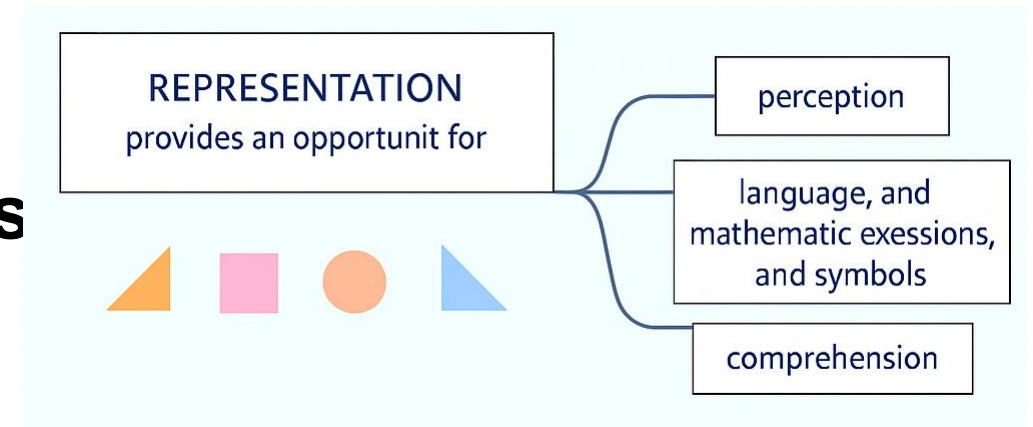 REPRESENTATION
provides an opportunit for
perception
language, and
mathematic exessions,
and symbols
comprehension
s